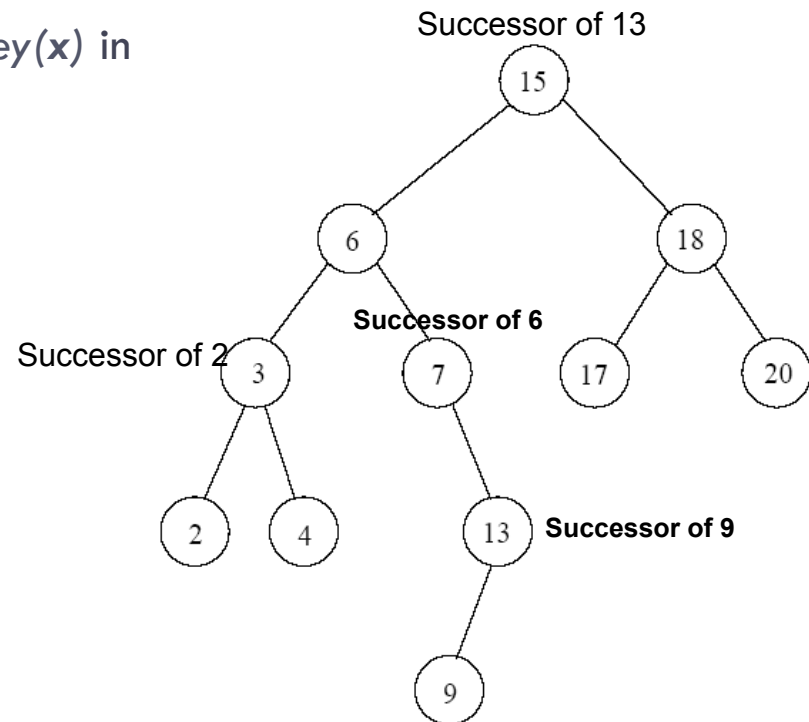 Successor of 13
ey(x) in
15
6
18
Successor of 6
Successor of 2
3
7
17
20
2
4
13
Successor of 9
9